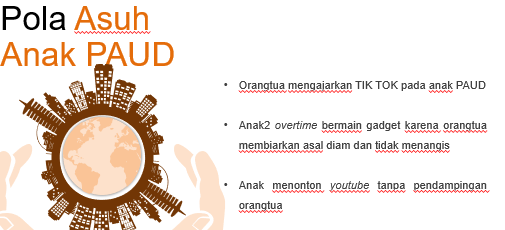 Pola Asuh
Anak PAUD
• Orangtua mengajarkan TIK TOK pada anak PAUD
• Anak2 overtime bermain gadget karena orangtua
membiarkan asal diam dan tidak menangis
• Anak menonton youtube tanpa pendampingan
orangtua